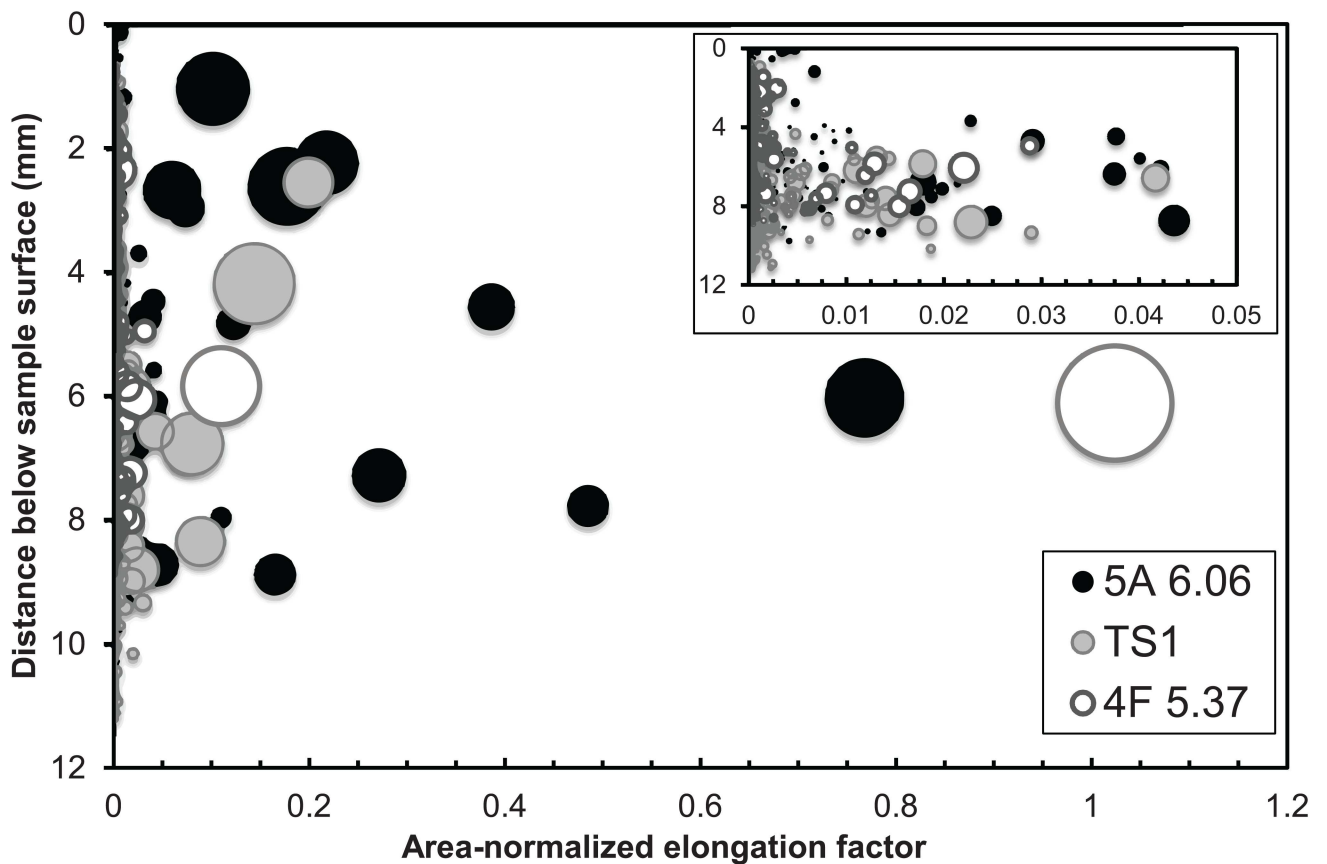 Distance below sample surface (mm)
0
2
4
6
8
10
12
0 0.2 0.4 0.6 0.8 1 1.2
Area-normalized elongation factor
0
4
8
12
0 0.01 0.02 0.03 0.04 0.05
5A 6.06
TS1
4F 5.37